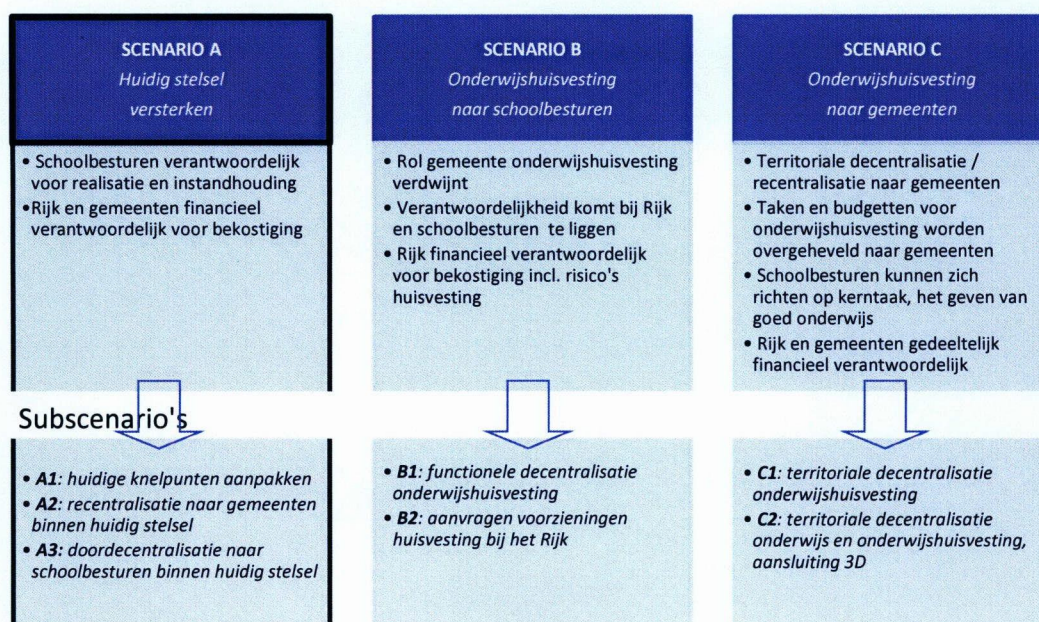 SCENARIO A
Huidig stelsel
versterken
• Schoolbesturen verantwoordelijk
voor realisatie en instandhouding
• Rijk en gemeenten financieel
verantwoordelijk voor bekostiging
SCENARIO B
Onderwijshuisvesting
naar schoolbesturen
• Rol gemeente onderwijshuisvesting
verdwijnt
• Verantwoordelijkheid komt bij Rijk
en schoolbesturen te liggen
• Rijk financieel verantwoordelijk
voor bekostiging incl. risico's
huisvesting
SCENARIO C
Onderwijshuisvesting
naar gemeenten
• Territoriale decentralisatie /
recentralisatie naar gemeenten
• Taken en budgetten voor
onderwijshuisvesting worden
overgeheveld naar gemeenten
• Schoolbesturen kunnen zich
richten op kerntaak, het geven van
goed onderwijs
• Rijk en gemeenten gedeeltelijk
financieel verantwoordelijk
Subscenario's
• A1: huidige knelpunten aanpakken
• A2: recentralisatie naar gemeenten
binnen huidig stelsel
• A3: doordecentralisatie naar
schoolbesturen binnen huidig stelsel
• B1: functionele decentralisatie
onderwijshuisvesting
• B2: aanvragen voorzieningen
huisvesting bij het Rijk
• C1: territoriale decentralisatie
onderwijshuisvesting
• C2: territoriale decentralisatie
onderwijs en onderwijshuisvesting,
aansluiting 3D